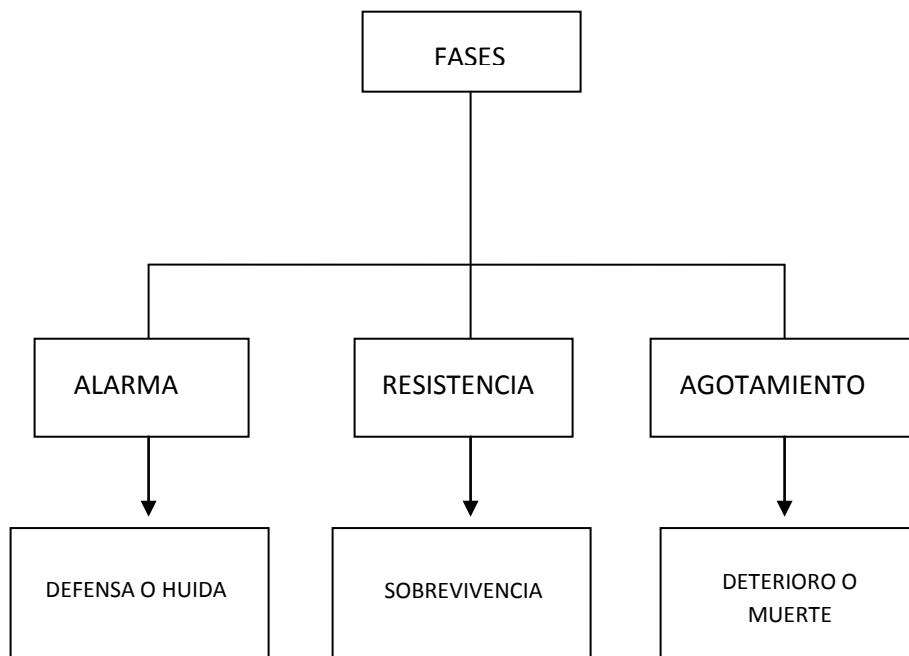 FASES
ALARMA
RESISTENCIA
AGOTAMIENTO
DEFENSA O HUIDA
SOBREVIVENCIA
DETERIORO O
MUERTE